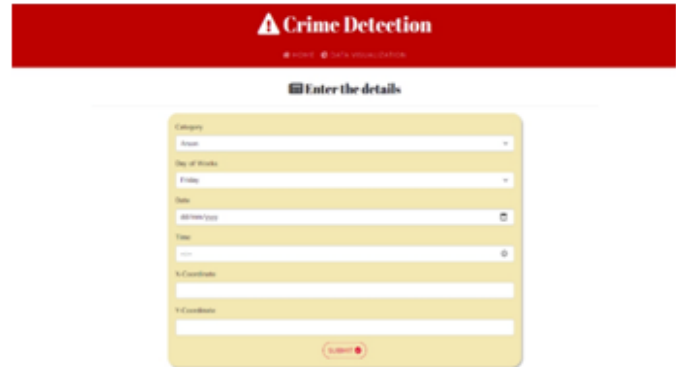 Crime Detection
HOME DATA VISUALIZATION
Enter the details
Category
Arson
Day of Weeks
Friday
Date
dd/mm/yyyy
Time
--:--
X-Coordinate
Y-Coordinate
SUBMIT